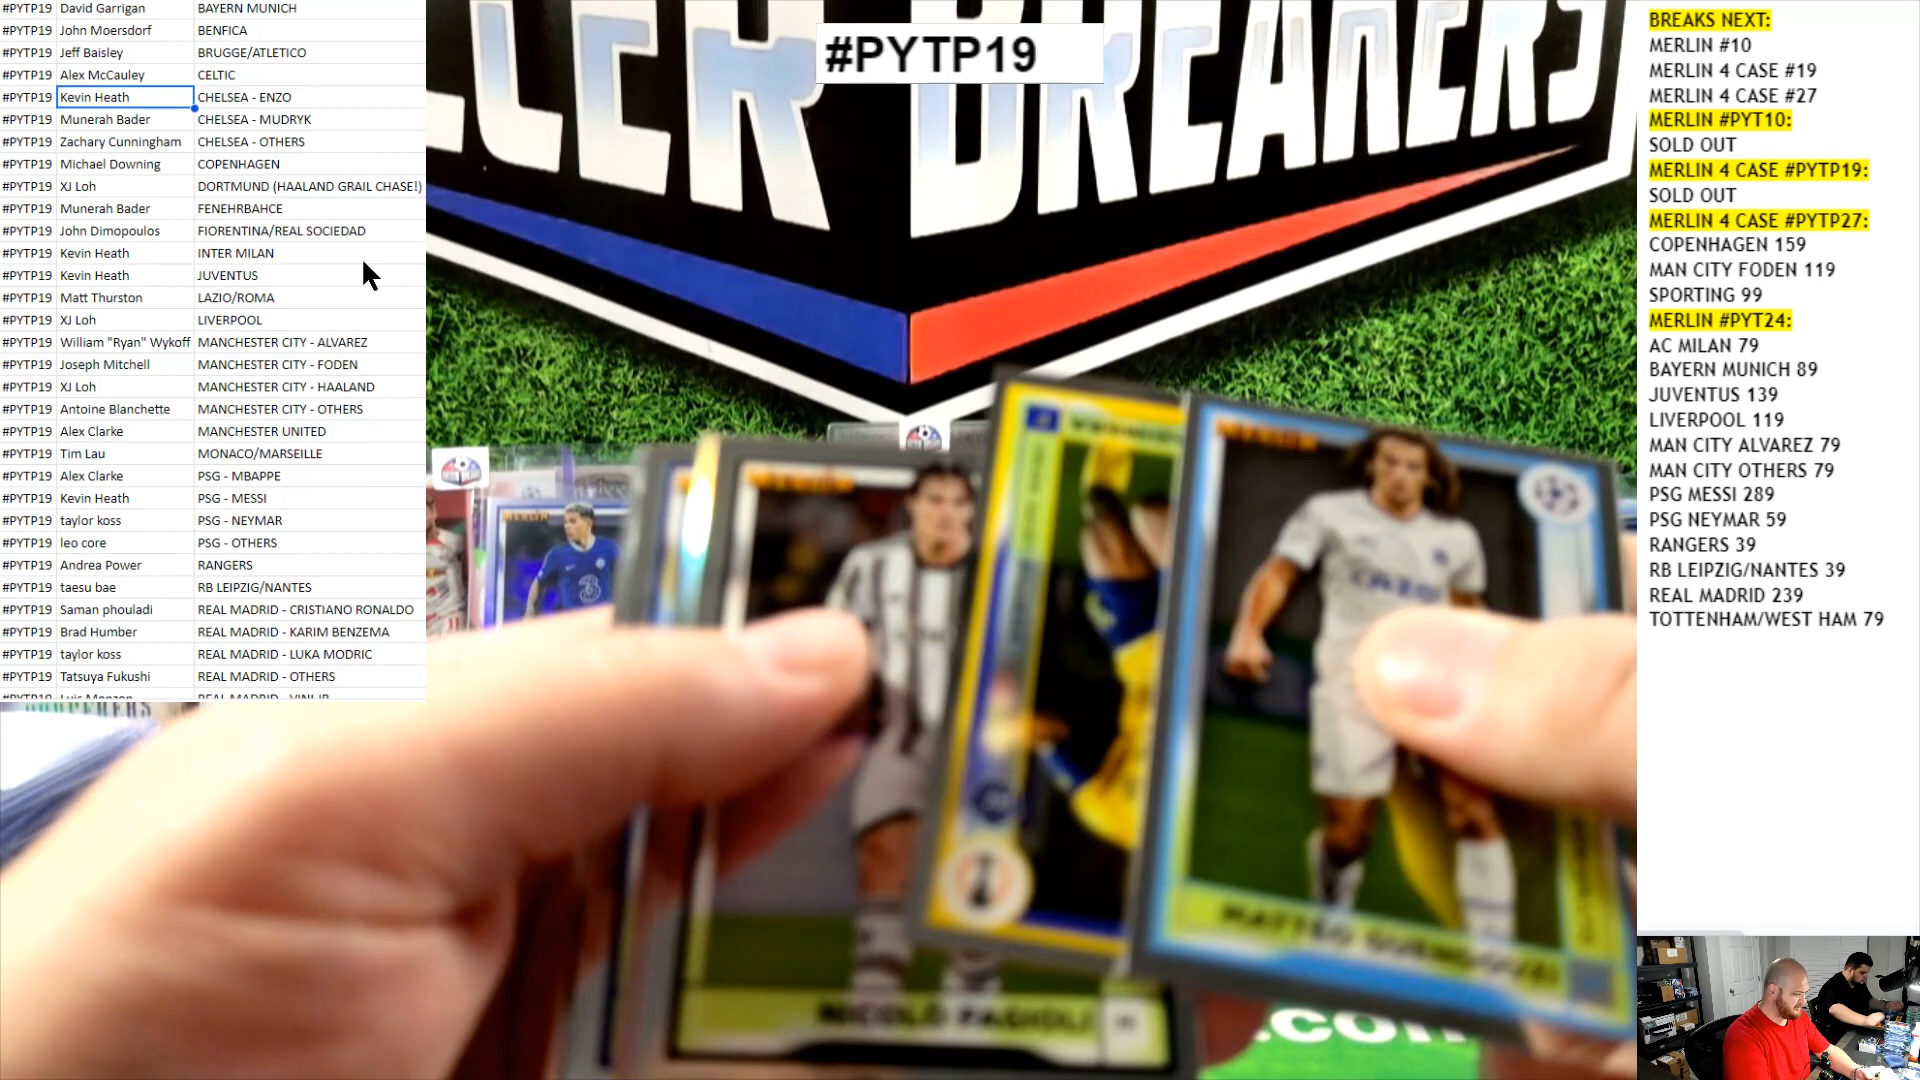 #PYTP19 David Garrigan BAYERN MUNICH
#PYTP19 John Moersdorf BENFICA
#PYTP19 Jeff Baisley BRUGGE/ATLETICO
#PYTP19 Alex McCauley CELTIC
#PYTP19 Kevin Heath CHELSEA - ENZO
#PYTP19 Munerah Bader CHELSEA - MUDRYK
#PYTP19 Zachary Cunningham CHELSEA - OTHERS
#PYTP19 Michael Downing COPENHAGEN
#PYTP19 XJ Loh DORTMUND (HAALAND GRAIL CHASE!)
#PYTP19 Munerah Bader FENEHRBAHCE
#PYTP19 John Dimopoulos FIORENTINA/REAL SOCIEDAD
#PYTP19 Kevin Heath INTER MILAN
#PYTP19 Kevin Heath JUVENTUS
#PYTP19 Matt Thurston LAZIO/ROMA
#PYTP19 XJ Loh LIVERPOOL
#PYTP19 William "Ryan" Wykoff MANCHESTER CITY - ALVAREZ
#PYTP19 Joseph Mitchell MANCHESTER CITY - FODEN
#PYTP19 XJ Loh MANCHESTER CITY - HAALAND
#PYTP19 Antoine Blanchette MANCHESTER CITY - OTHERS
#PYTP19 Alex Clarke MANCHESTER UNITED
#PYTP19 Tim Lau MONACO/MARSEILLE
#PYTP19 Alex Clarke PSG - MBAPPE
#PYTP19 Kevin Heath PSG - MESSI
#PYTP19 taylor koss PSG - NEYMAR
#PYTP19 leo core PSG - OTHERS
#PYTP19 Andrea Power RANGERS
#PYTP19 taesu bae RB LEIPZIG/NANTES
#PYTP19 Saman phouladi REAL MADRID - CRISTIANO RONALDO
#PYTP19 Brad Humber REAL MADRID - KARIM BENZEMA
#PYTP19 taylor koss REAL MADRID - LUKA MODRIC
#PYTP19 Tatsuya Fukushi REAL MADRID - OTHERS
#PYTP19
BREAKERS
MERLIN
MERLIN
MERLIN
NICOLÒ FAGIOLI
MATTÉO GUENDOUZI
.com
BREAKS NEXT:
MERLIN #10
MERLIN 4 CASE #19
MERLIN 4 CASE #27
MERLIN #PYT10:
SOLD OUT
MERLIN 4 CASE #PYTP19:
SOLD OUT
MERLIN 4 CASE #PYTP27:
COPENHAGEN 159
MAN CITY FODEN 119
SPORTING 99
MERLIN #PYT24:
AC MILAN 79
BAYERN MUNICH 89
JUVENTUS 139
LIVERPOOL 119
MAN CITY ALVAREZ 79
MAN CITY OTHERS 79
PSG MESSI 289
PSG NEYMAR 59
RANGERS 39
RB LEIPZIG/NANTES 39
REAL MADRID 239
TOTTENHAM/WEST HAM 79